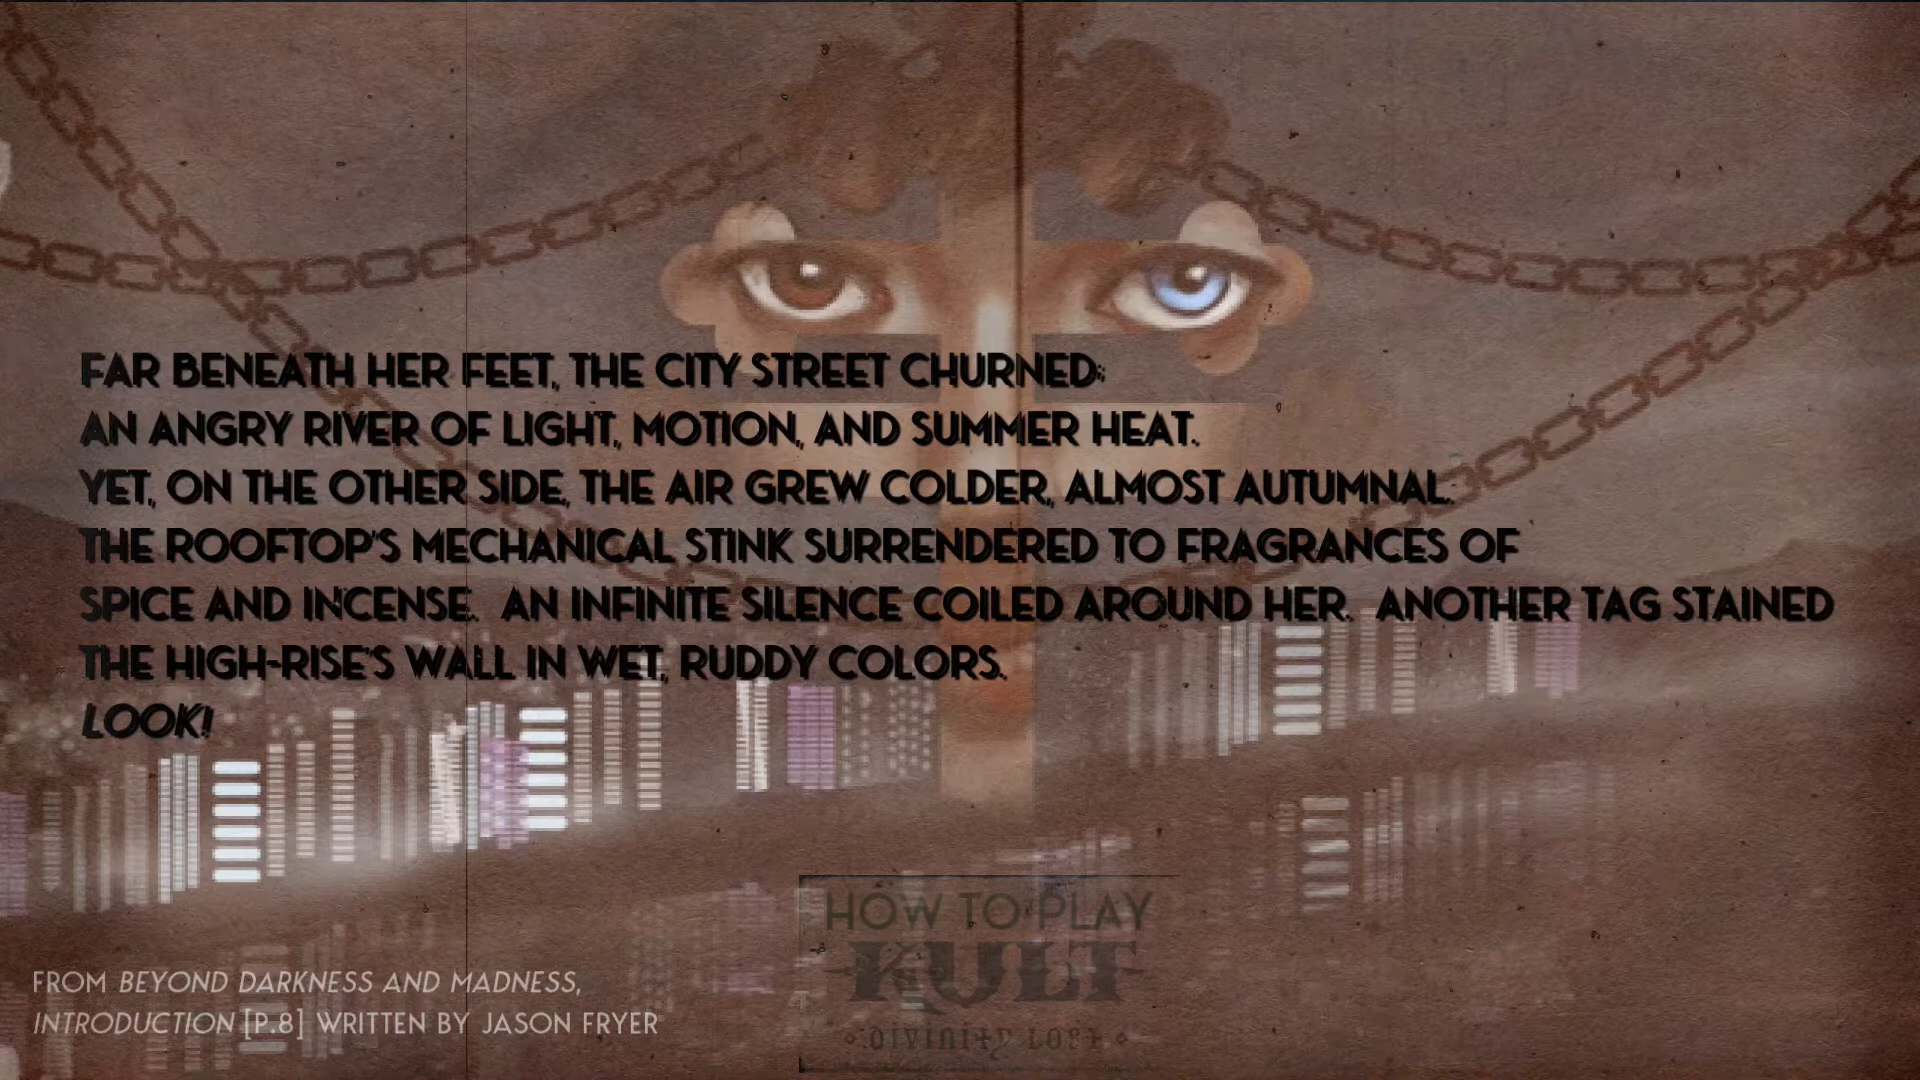 FAR BENEATH HER FEET, THE CITY STREET CHURNED;
AN ANGRY RIVER OF LIGHT, MOTION, AND SUMMER HEAT.
YET, ON THE OTHER SIDE, THE AIR GREW COLDER, ALMOST AUTUMNAL.
THE ROOFTOP'S MECHANICAL STINK SURRENDERED TO FRAGRANCES OF
SPICE AND INCENSE. AN INFINITE SILENCE COILED AROUND HER. ANOTHER TAG STAINED
THE HIGH-RISE'S WALL IN WET, RUDDY COLORS.
LOOK!
HOW TO PLAY
KULT
DIVINITY LOST
FROM BEYOND DARKNESS AND MADNESS,
INTRODUCTION [P.8] WRITTEN BY JASON FRYER